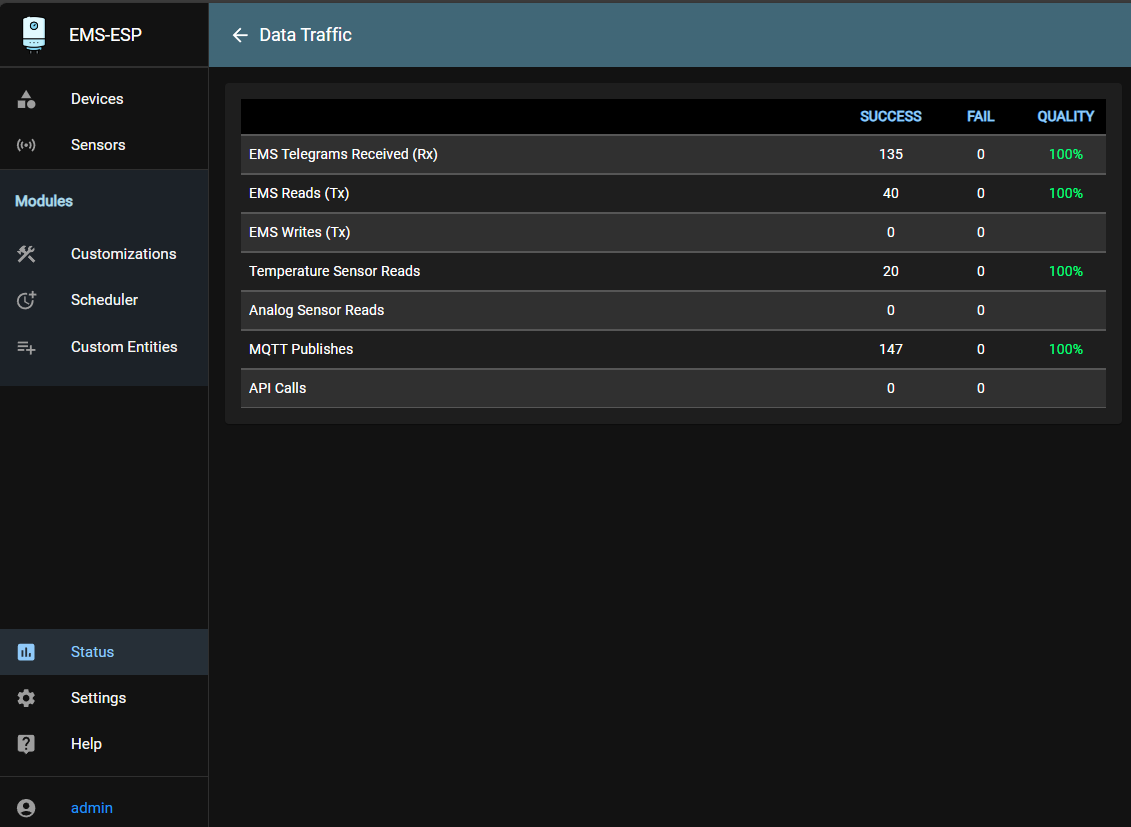 EMS-ESP
Data Traffic
Devices
Sensors
Modules
Customizations
Scheduler
Custom Entities
Status
Settings
Help
admin
SUCCESS FAIL QUALITY
EMS Telegrams Received (Rx) 135 0 100%
EMS Reads (Tx) 40 0 100%
EMS Writes (Tx) 0 0
Temperature Sensor Reads 20 0 100%
Analog Sensor Reads 0 0
MQTT Publishes 147 0 100%
API Calls 0 0